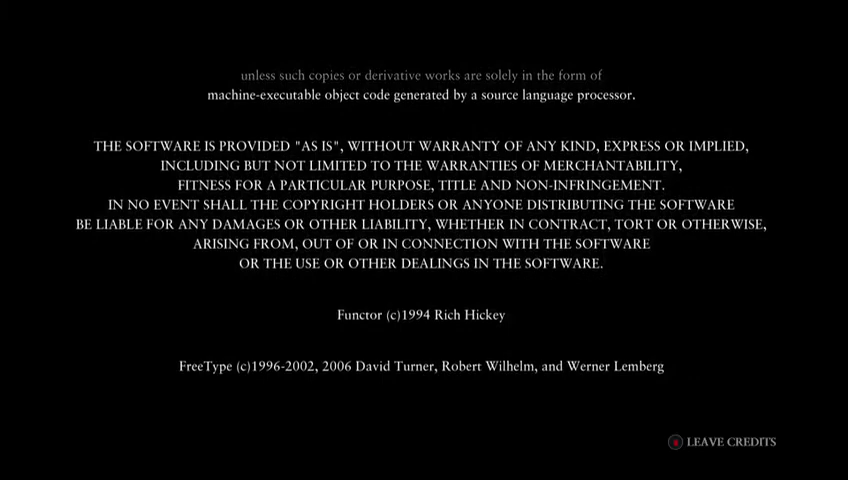 unless such copies or derivative works are solely in the form of
machine-executable object code generated by a source language processor.
THE SOFTWARE IS PROVIDED "AS IS", WITHOUT WARRANTY OF ANY KIND, EXPRESS OR IMPLIED,
INCLUDING BUT NOT LIMITED TO THE WARRANTIES OF MERCHANTABILITY,
FITNESS FOR A PARTICULAR PURPOSE, TITLE AND NON-INFRINGEMENT.
IN NO EVENT SHALL THE COPYRIGHT HOLDERS OR ANYONE DISTRIBUTING THE SOFTWARE
BE LIABLE FOR ANY DAMAGES OR OTHER LIABILITY, WHETHER IN CONTRACT, TORT OR OTHERWISE,
ARISING FROM, OUT OF OR IN CONNECTION WITH THE SOFTWARE
OR THE USE OR OTHER DEALINGS IN THE SOFTWARE.
Functor (c)1994 Rich Hickey
FreeType (c)1996-2002, 2006 David Turner, Robert Wilhelm, and Werner Lemberg
LEAVE CREDITS